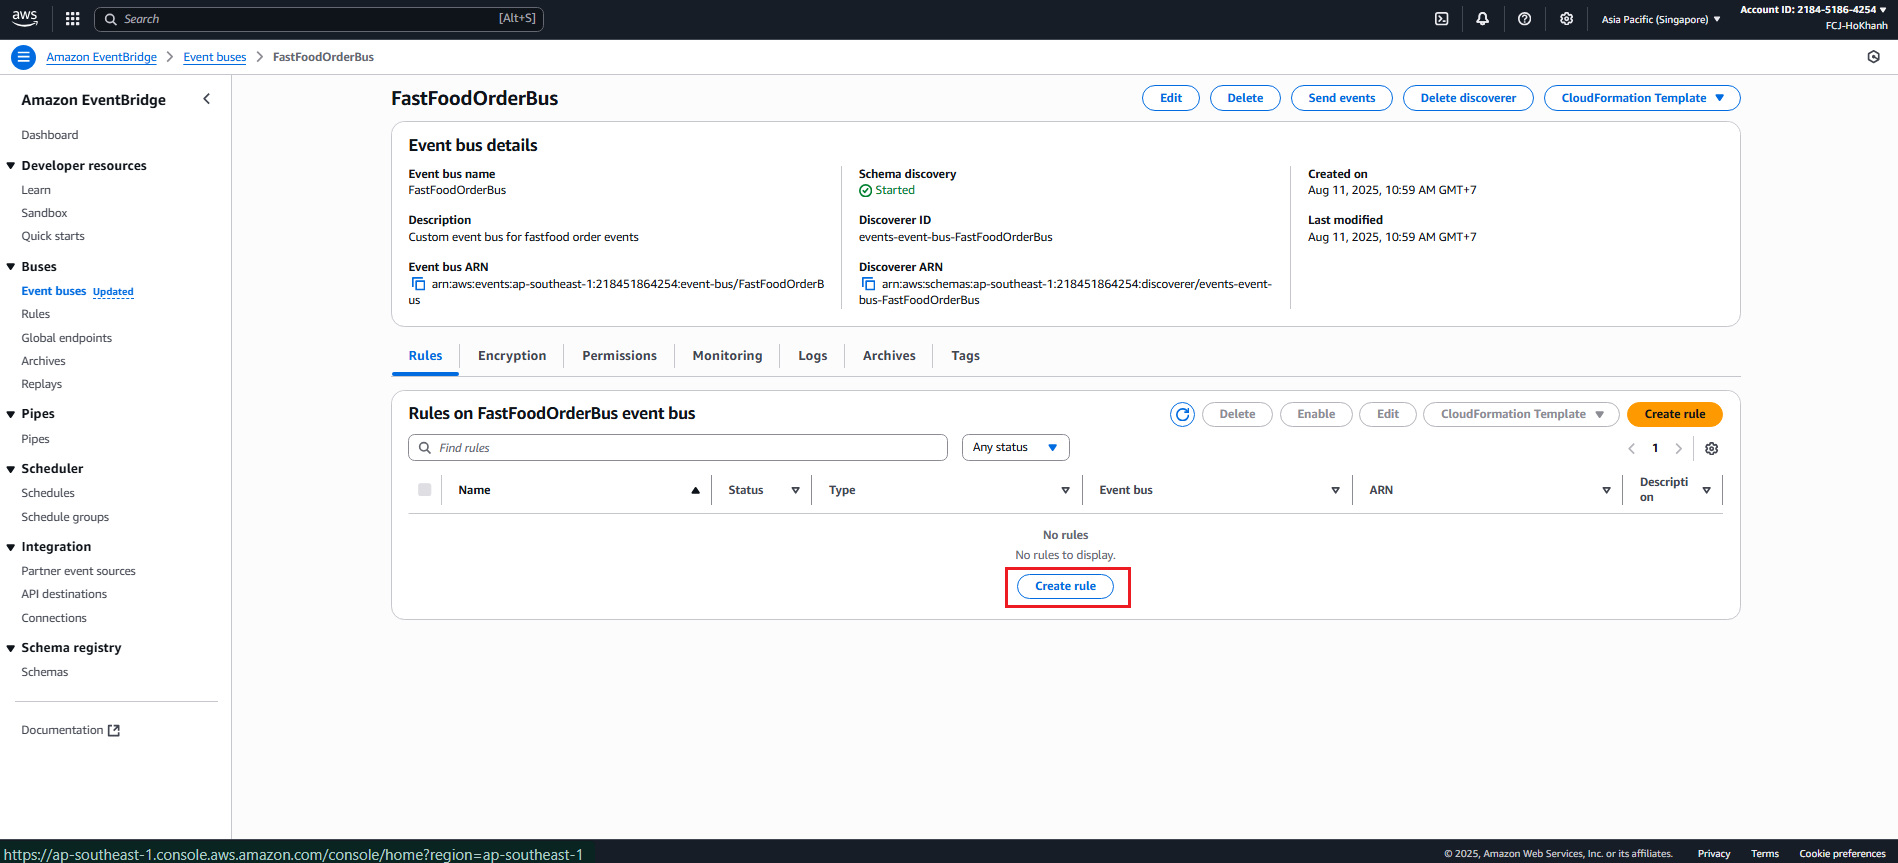 aws
Search
[Alt+S]
Asia Pacific (Singapore)
Account ID: 2184-5186-4254
FCJ-HoKhanh
Amazon EventBridge
Event buses
FastFoodOrderBus
Amazon EventBridge
Dashboard
Developer resources
Learn
Sandbox
Quick starts
Buses
Event buses Updated
Rules
Global endpoints
Archives
Replays
Pipes
Pipes
Scheduler
Schedules
Schedule groups
Integration
Partner event sources
API destinations
Connections
Schema registry
Schemas
Documentation
FastFoodOrderBus
Edit
Delete
Send events
Delete discoverer
CloudFormation Template
Event bus details
Event bus name
FastFoodOrderBus
Description
Custom event bus for fastfood order events
Event bus ARN
arn:aws:events:ap-southeast-1:218451864254:event-bus/FastFoodOrderB
us
Schema discovery
Started
Discoverer ID
events-event-bus-FastFoodOrderBus
Discoverer ARN
arn:aws:schemas:ap-southeast-1:218451864254:discoverer/events-event-
bus-FastFoodOrderBus
Created on
Aug 11, 2025, 10:59 AM GMT+7
Last modified
Aug 11, 2025, 10:59 AM GMT+7
Rules
Encryption
Permissions
Monitoring
Logs
Archives
Tags
Rules on FastFoodOrderBus event bus
Delete
Enable
Edit
CloudFormation Template
Create rule
Find rules
Any status
1
Name
Status
Type
Event bus
ARN
Descripti
on
No rules
No rules to display.
Create rule
https://ap-southeast-1.console.aws.amazon.com/console/home?region=ap-southeast-1
© 2025, Amazon Web Services, Inc. or its affiliates.
Privacy
Terms
Cookie preferences